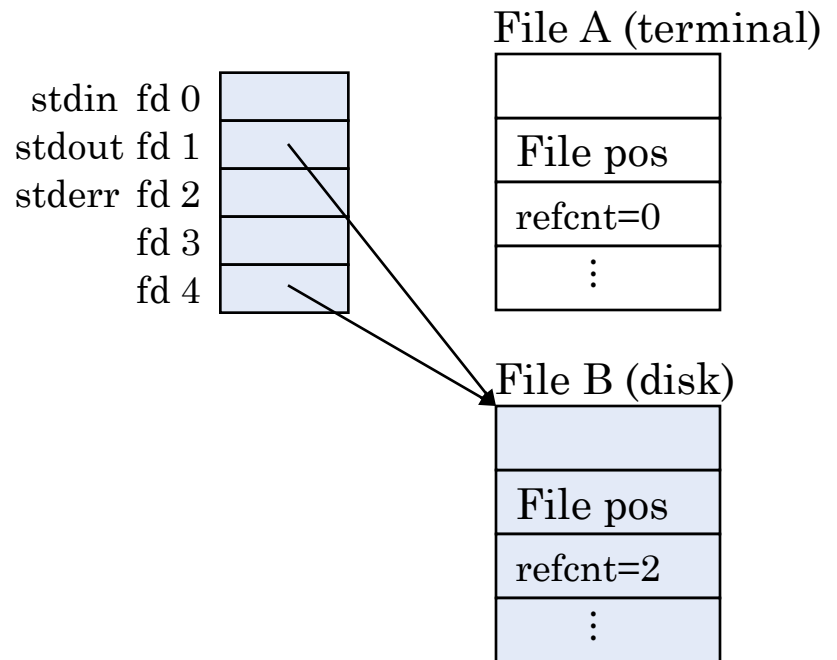 File A (terminal)
stdin fd 0
stdout fd 1
stderr fd 2
fd 3
fd 4
File pos
refcnt=0
⋮
File B (disk)
File pos
refcnt=2
⋮